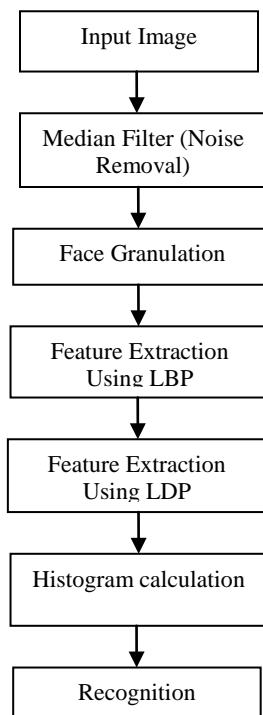 Input Image
Median Filter (Noise
Removal)
Face Granulation
Feature Extraction
Using LBP
Feature Extraction
Using LDP
Histogram calculation
Recognition